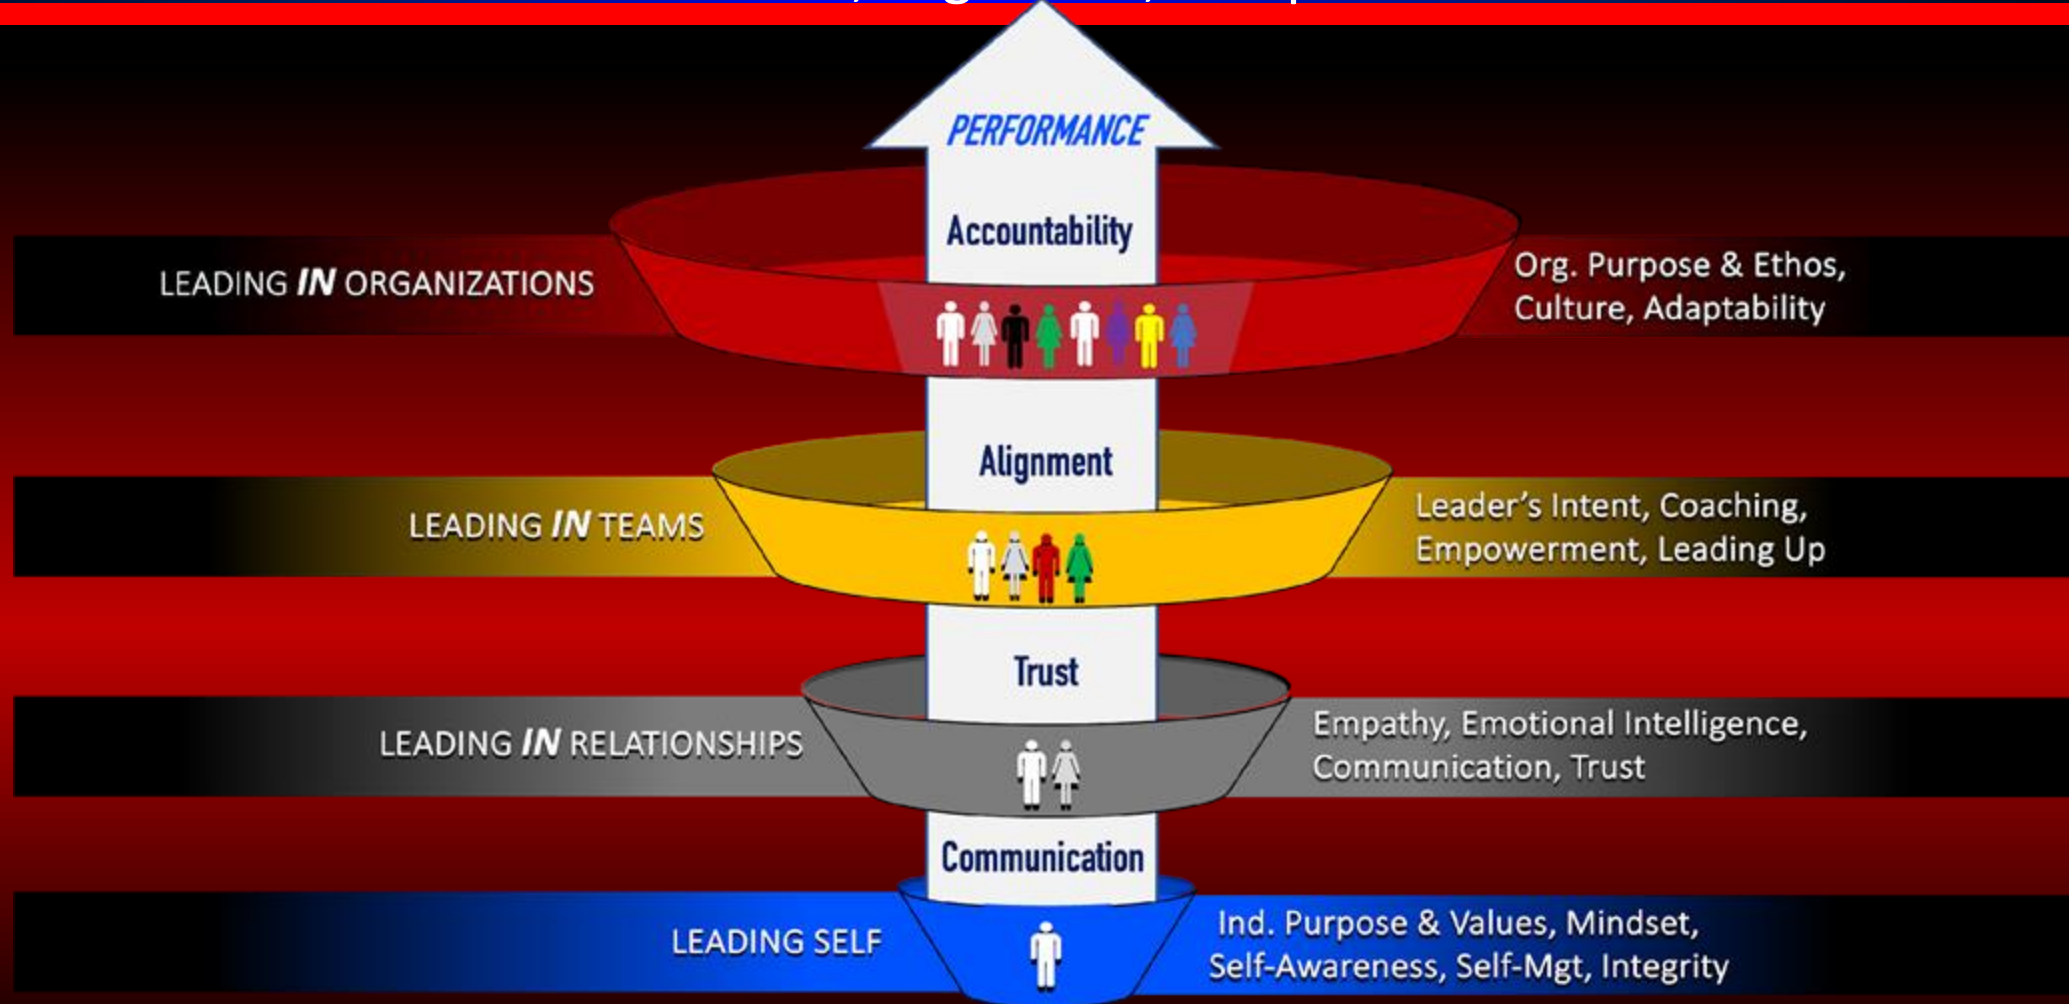 PERFORMANCE
Accountability
LEADING IN ORGANIZATIONS
Org. Purpose & Ethos,
Culture, Adaptability
Alignment
LEADING IN TEAMS
Leader’s Intent, Coaching,
Empowerment, Leading Up
Trust
LEADING IN RELATIONSHIPS
Empathy, Emotional Intelligence,
Communication, Trust
Communication
LEADING SELF
Ind. Purpose & Values, Mindset,
Self-Awareness, Self-Mgt, Integrity